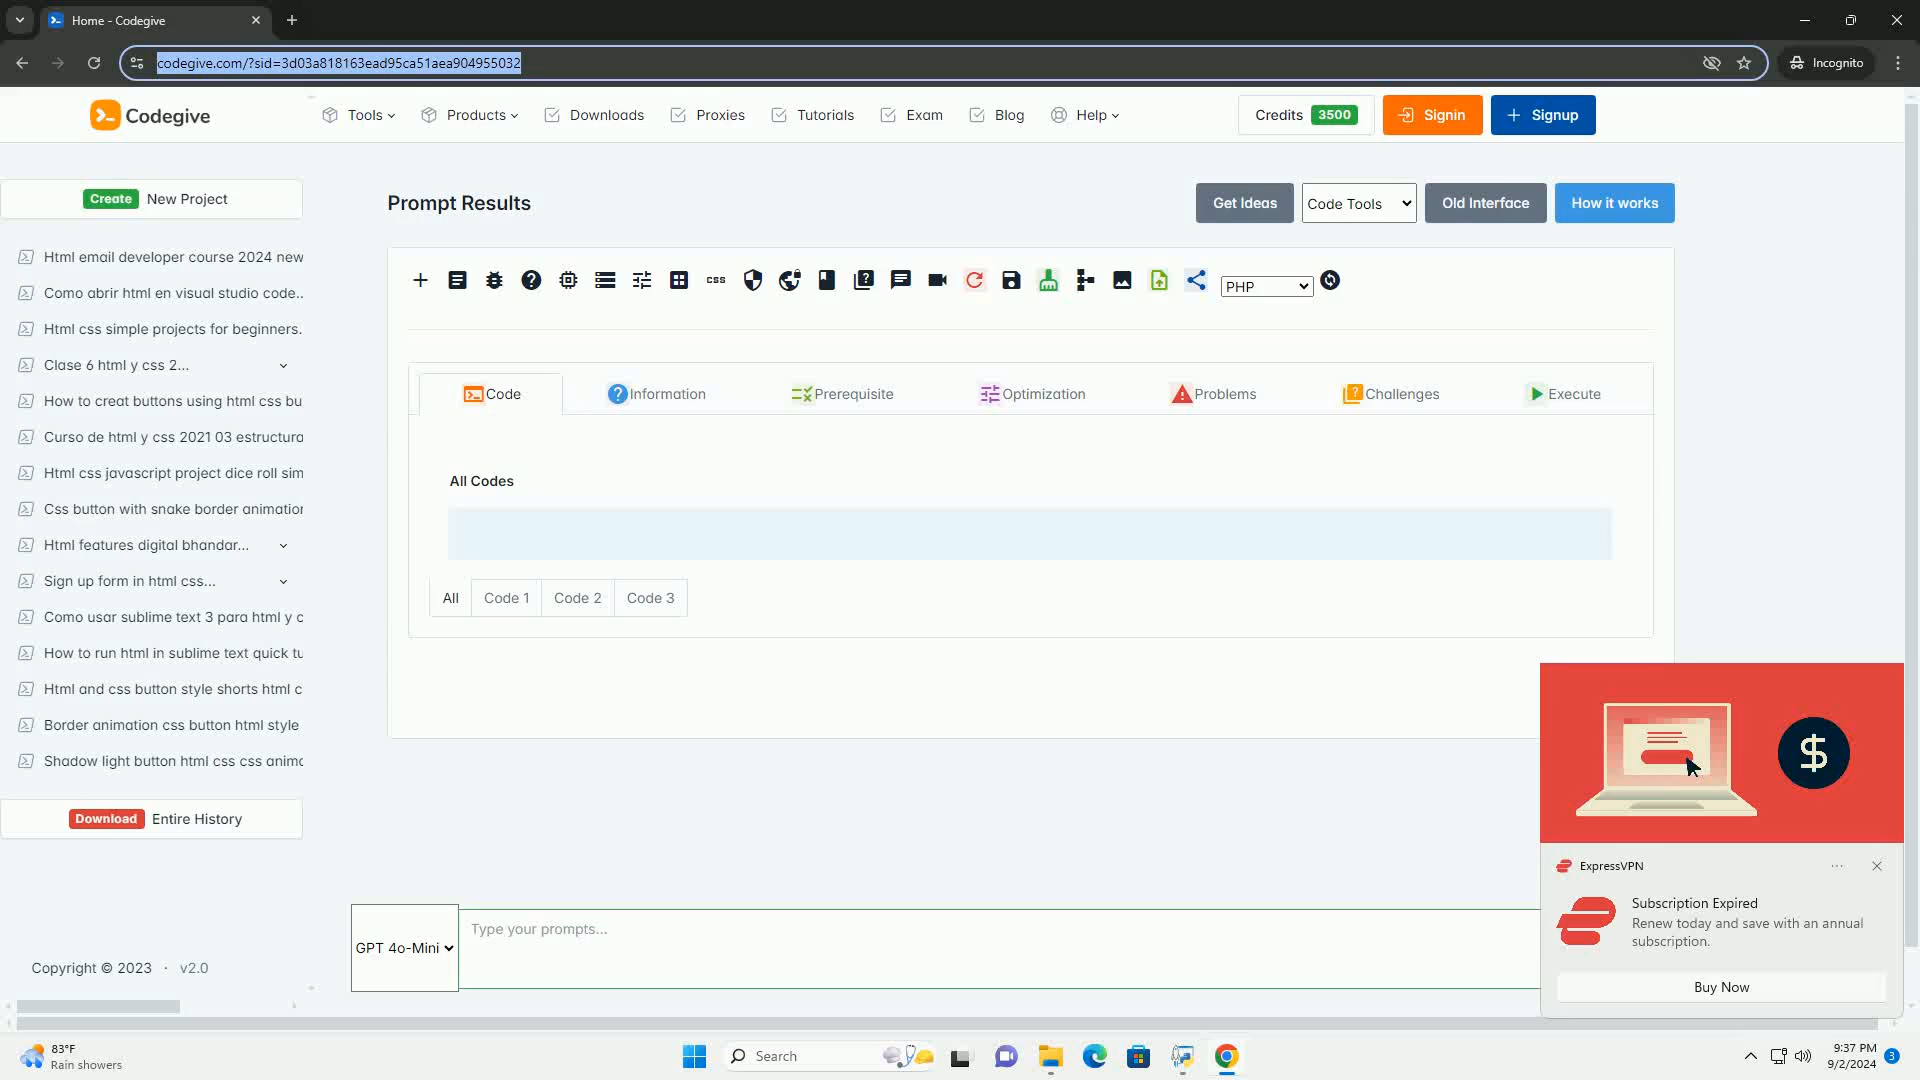 Home - Codegive
codegive.com/?sid=3d03a818163ead95ca51aea904955032
Incognito
Codegive
Tools
Products
Downloads
Proxies
Tutorials
Exam
Blog
Help
Credits 3500
Signin
Signup
Create New Project
Prompt Results
Get Ideas
Code Tools
Old Interface
How it works
Html email developer course 2024 new
Como abrir html en visual studio code..
Html css simple projects for beginners.
Clase 6 html y css 2...
How to creat buttons using html css bu
Curso de html y css 2021 03 estructura
Html css javascript project dice roll sim
Css button with snake border animation
Html features digital bhandar...
Sign up form in html css...
Como usar sublime text 3 para html y c
How to run html in sublime text quick tu
Html and css button style shorts html c
Border animation css button html style
Shadow light button html css css anima
Download Entire History
Copyright © 2023 · v2.0
css
PHP
Code
Information
Prerequisite
Optimization
Problems
Challenges
Execute
All Codes
All
Code 1
Code 2
Code 3
GPT 4o-Mini
Type your prompts...
ExpressVPN
Subscription Expired
Renew today and save with an annual
subscription.
Buy Now
83°F
Rain showers
Search
9:37 PM
9/2/2024
3